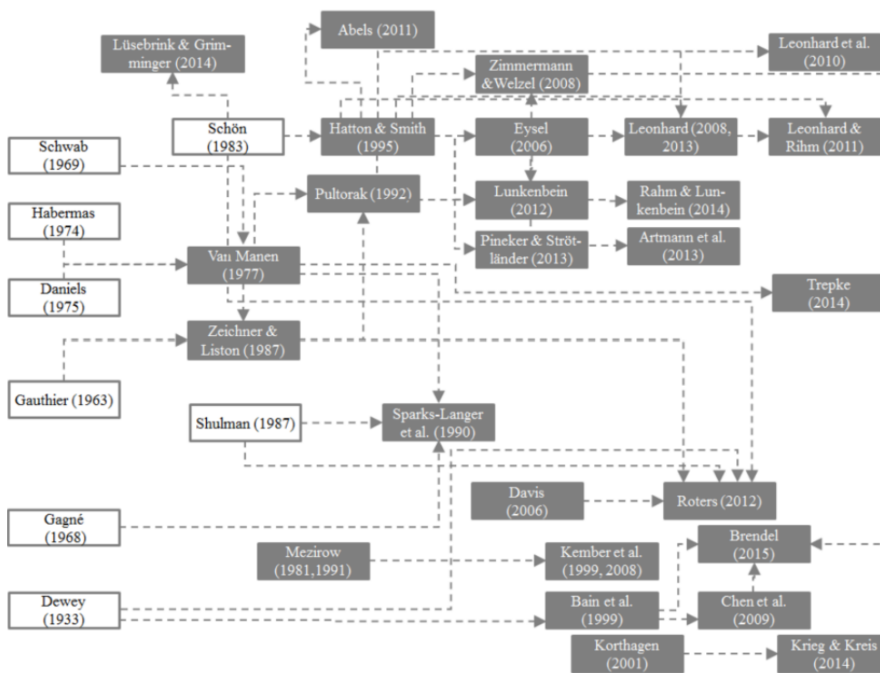 Abels (2011)
Lüsebrink & Grim-
minger (2014)
Leonhard et al.
(2010)
Zimmermann
&Welzel (2008)
Schön
(1983)
Hatton & Smith
(1995)
Eysel
(2006)
Leonhard (2008,
2013)
Leonhard &
Rihm (2011)
Schwab
(1969)
Pultorak (1992)
Lunkenbein
(2012)
Rahm & Lun-
kenbein (2014)
Habermas
(1974)
Van Manen
(1977)
Pineker & Ströt-
länder (2013)
Artmann et al.
(2013)
Daniels
(1975)
Trepke
(2014)
Zeichner &
Liston (1987)
Gauthier (1963)
Shulman (1987)
Sparks-Langer
et al. (1990)
Davis
(2006)
Roters (2012)
Gagné
(1968)
Mezirow
(1981,1991)
Kember et al.
(1999, 2008)
Brendel
(2015)
Dewey
(1933)
Bain et al.
(1999)
Chen et al.
(2009)
Korthagen
(2001)
Krieg & Kreis
(2014)